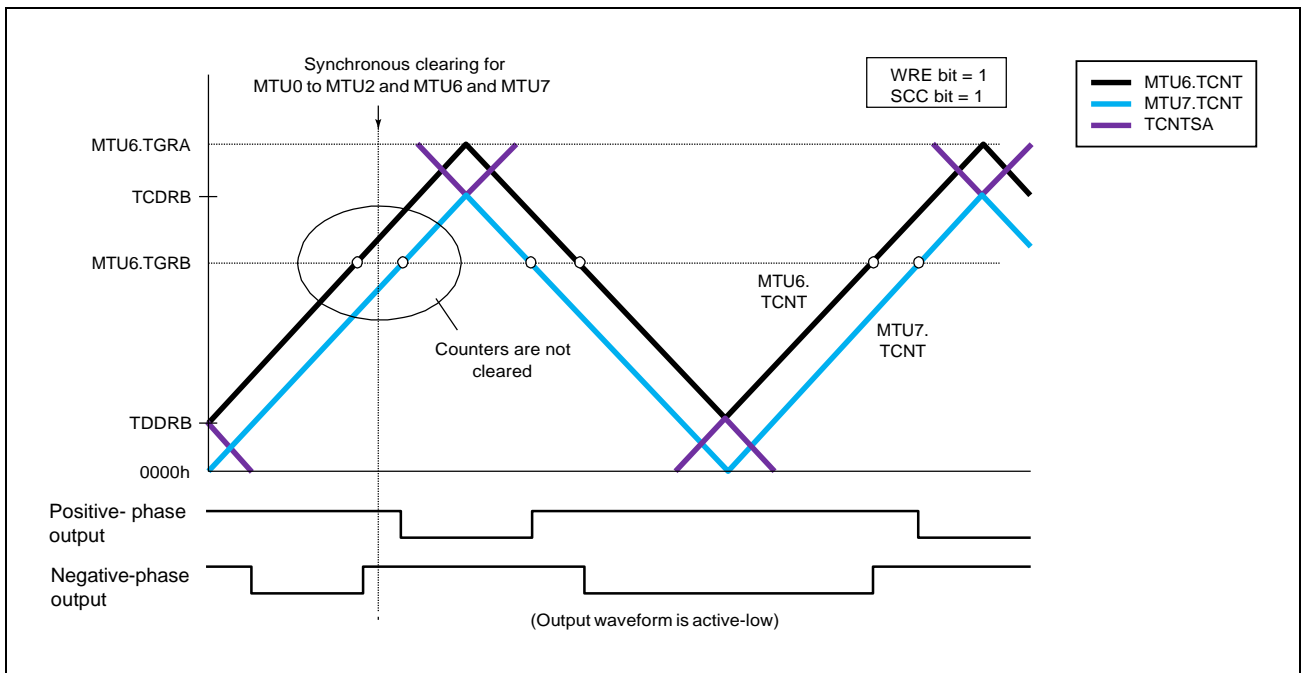 Synchronous clearing for
MTU0 to MTU2 and MTU6 and MTU7
WRE bit = 1
SCC bit = 1
MTU6.TCNT
MTU7.TCNT
TCNTSA
MTU6.TGRA
TCDRB
MTU6.TGRB
MTU6.
TCNT
MTU7.
TCNT
Counters are not
cleared
TDDRB
0000h
Positive- phase
output
Negative-phase
output
(Output waveform is active-low)